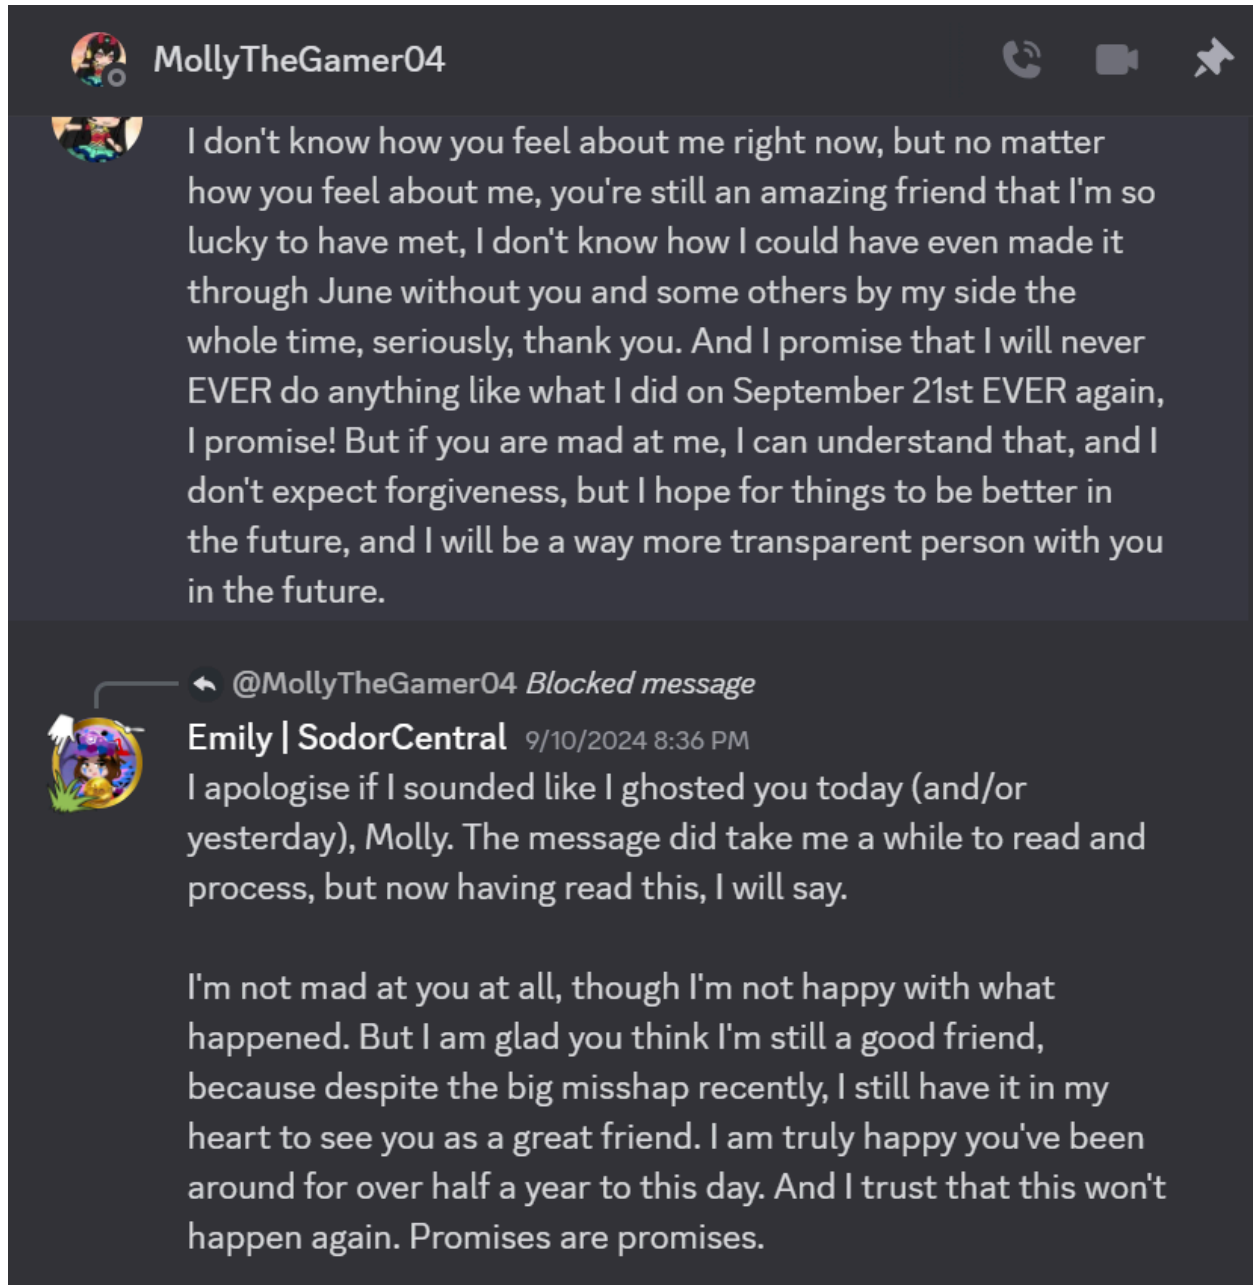 MollyTheGamer04
I don't know how you feel about me right now, but no matter
how you feel about me, you're still an amazing friend that I'm so
lucky to have met, I don't know how I could have even made it
through June without you and some others by my side the
whole time, seriously, thank you. And I promise that I will never
EVER do anything like what I did on September 21st EVER again,
I promise! But if you are mad at me, I can understand that, and I
don't expect forgiveness, but I hope for things to be better in
the future, and I will be a way more transparent person with you
in the future.
@MollyTheGamer04 Blocked message
Emily | SodorCentral 9/10/2024 8:36 PM
I apologise if I sounded like I ghosted you today (and/or
yesterday), Molly. The message did take me a while to read and
process, but now having read this, I will say.
I'm not mad at you at all, though I'm not happy with what
happened. But I am glad you think I'm still a good friend,
because despite the big misshap recently, I still have it in my
heart to see you as a great friend. I am truly happy you've been
around for over half a year to this day. And I trust that this won't
happen again. Promises are promises.